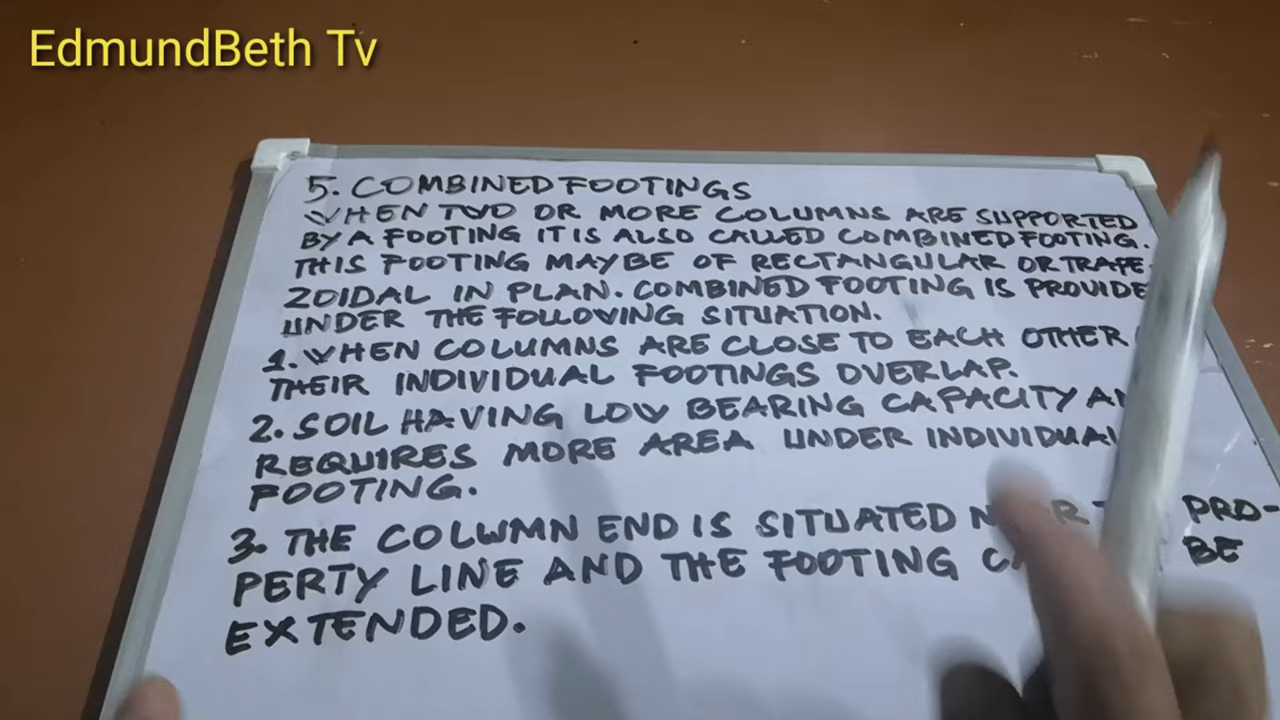 EdmundBeth Tv
5. COMBINED FOOTINGS
WHEN TWO OR MORE COLUMNS ARE SUPPORTED
BY A FOOTING IT IS ALSO CALLED COMBINED FOOTING.
THIS FOOTING MAY BE OF RECTANGULAR OR TRAPE-
ZOIDAL IN PLAN. COMBINED FOOTING IS
UNDER THE FOLLOWING SITUATION.
1. WHEN COLUMNS ARE CLOSE TO EACH OTHER
THEIR INDIVIDUAL FOOTINGS OVERLAP.
2. SOIL HAVING LOW BEARING CAPACITY
REQUIRES MORE AREA UNDER INDIVIDUAL
FOOTING.
3. THE COLUMN END IS SITUATED PRO-
PERTY LINE AND THE FOOTING BE
EXTENDED.